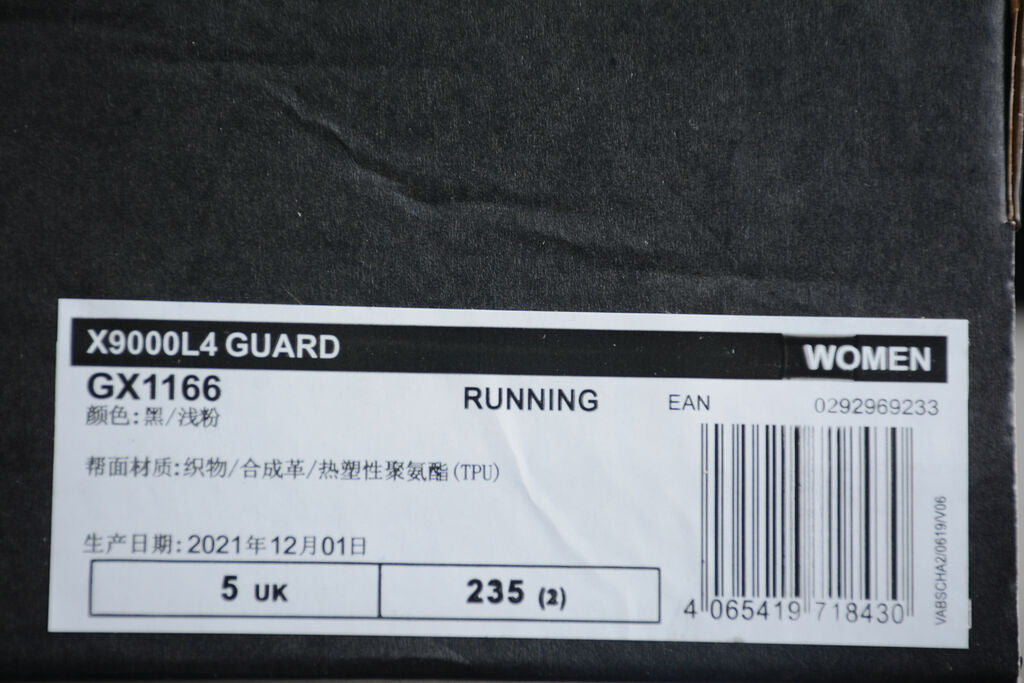 X9000L4 GUARD WOMEN
GX1166 RUNNING EAN 0292969233
颜色:黑/浅粉
帮面材质:织物/合成革/热塑性聚氨酯(TPU)
生产日期:2021年12月01日
5 UK 235 (2)
4 065419 718430
VABSCHA2/0619/V06